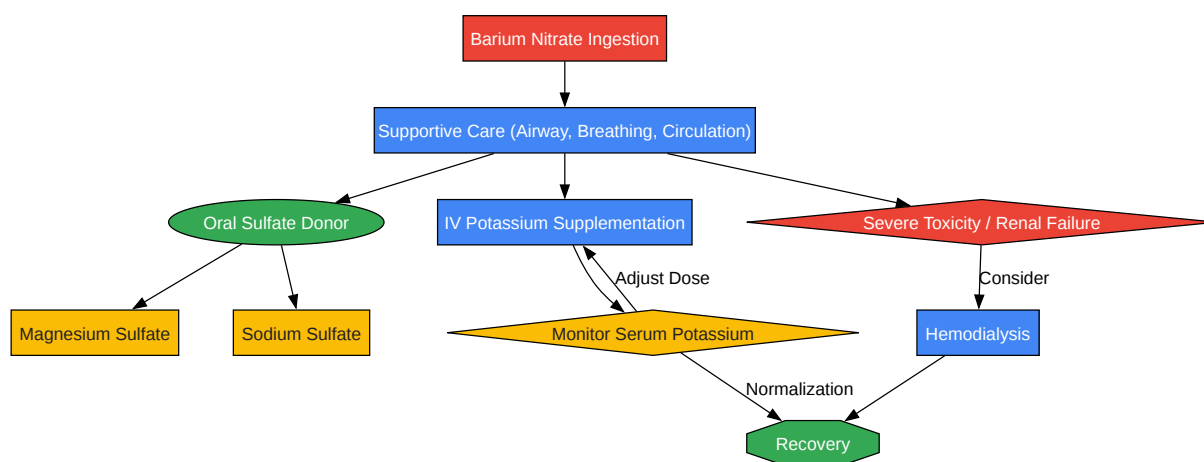 Barium Nitrate Ingestion
Supportive Care (Airway, Breathing, Circulation)
Oral Sulfate Donor
IV Potassium Supplementation
Severe Toxicity / Renal Failure
Adjust Dose
Consider
Magnesium Sulfate
Sodium Sulfate
Monitor Serum Potassium
Hemodialysis
Normalization
Recovery